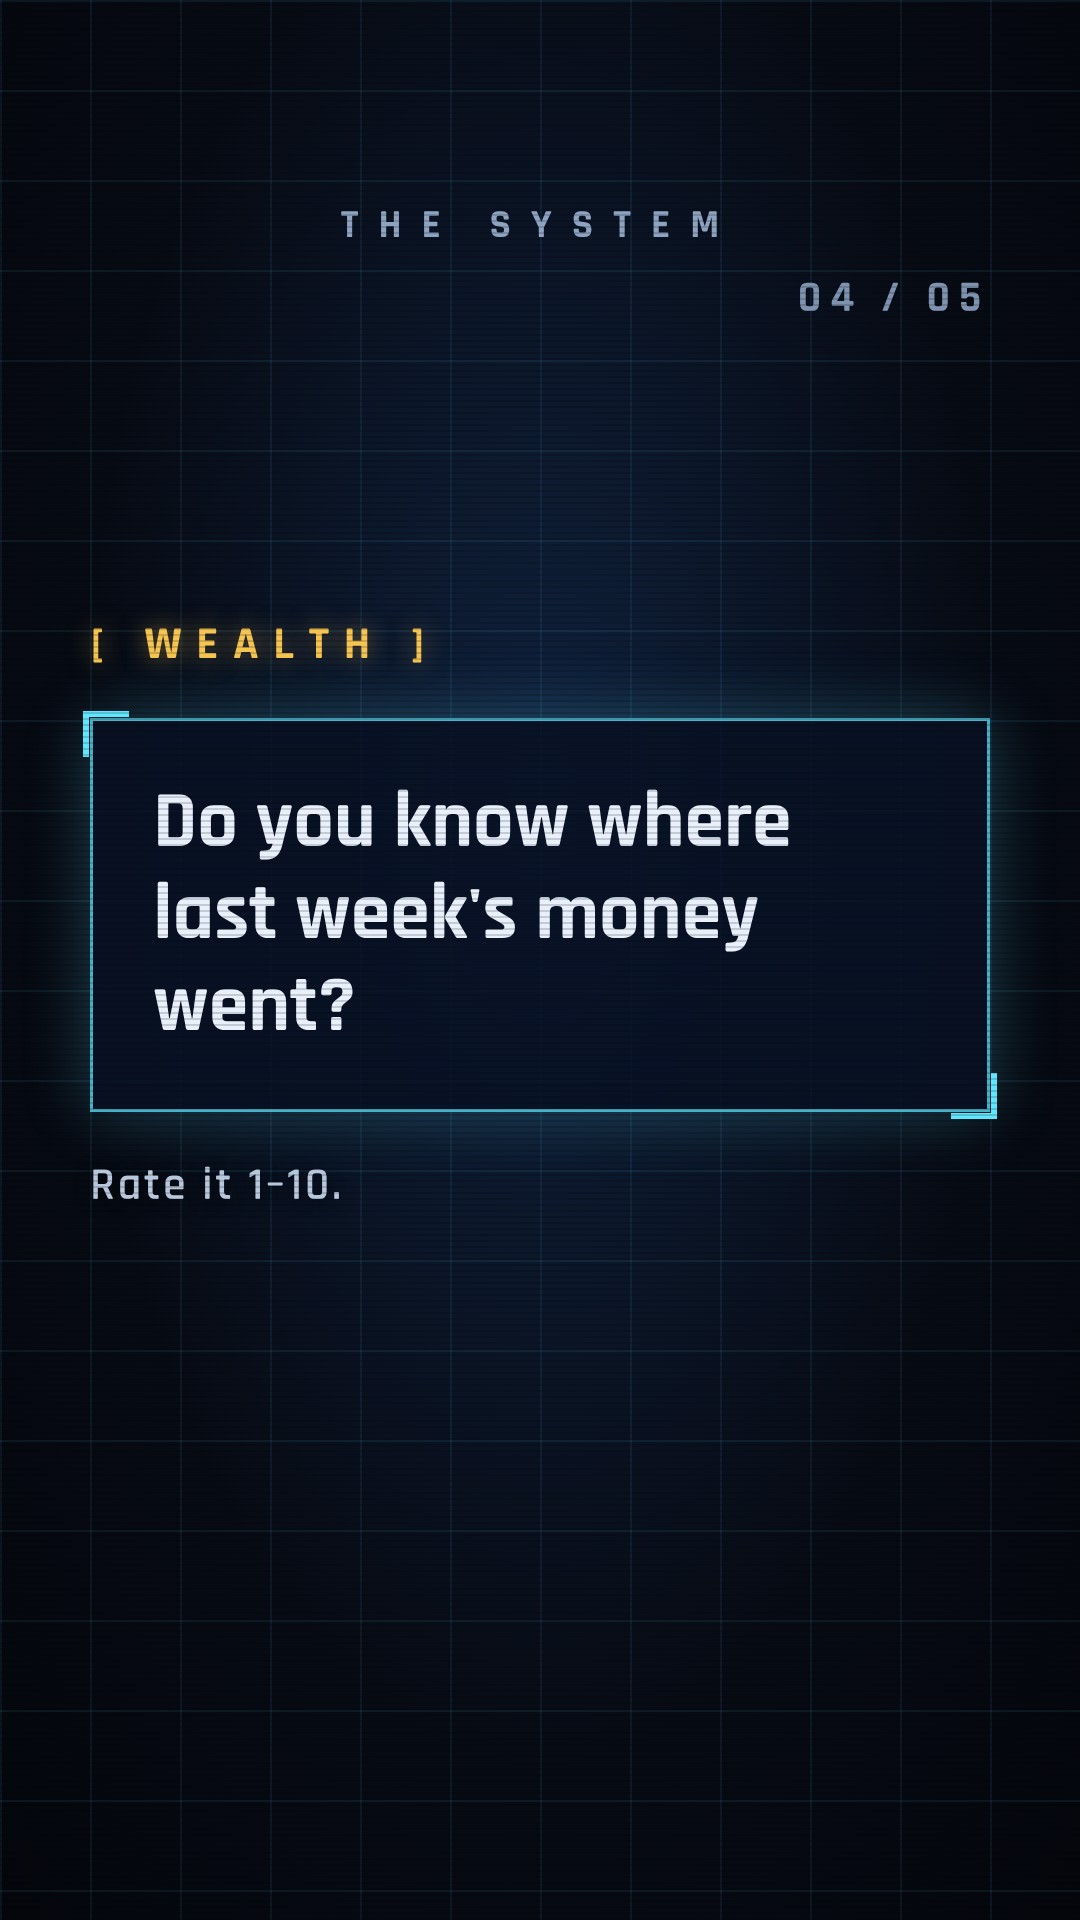 THE SYSTEM
04 / 05
[ WEALTH ]
Do you know where
last week's money
went?
Rate it 1–10.